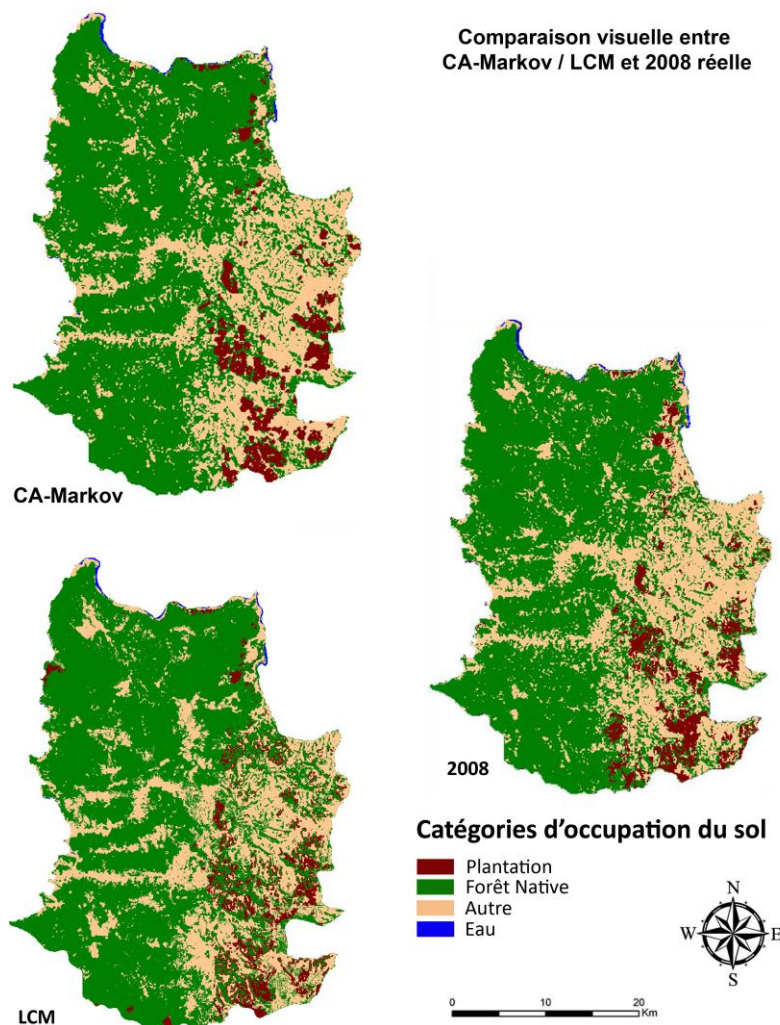 Comparaison visuelle entre
CA-Markov / LCM et 2008 réelle
CA-Markov
2008
LCM
Catégories d'occupation du sol
Plantation
Forêt Native
Autre
Eau
N
W E
S
0 10 20
Km